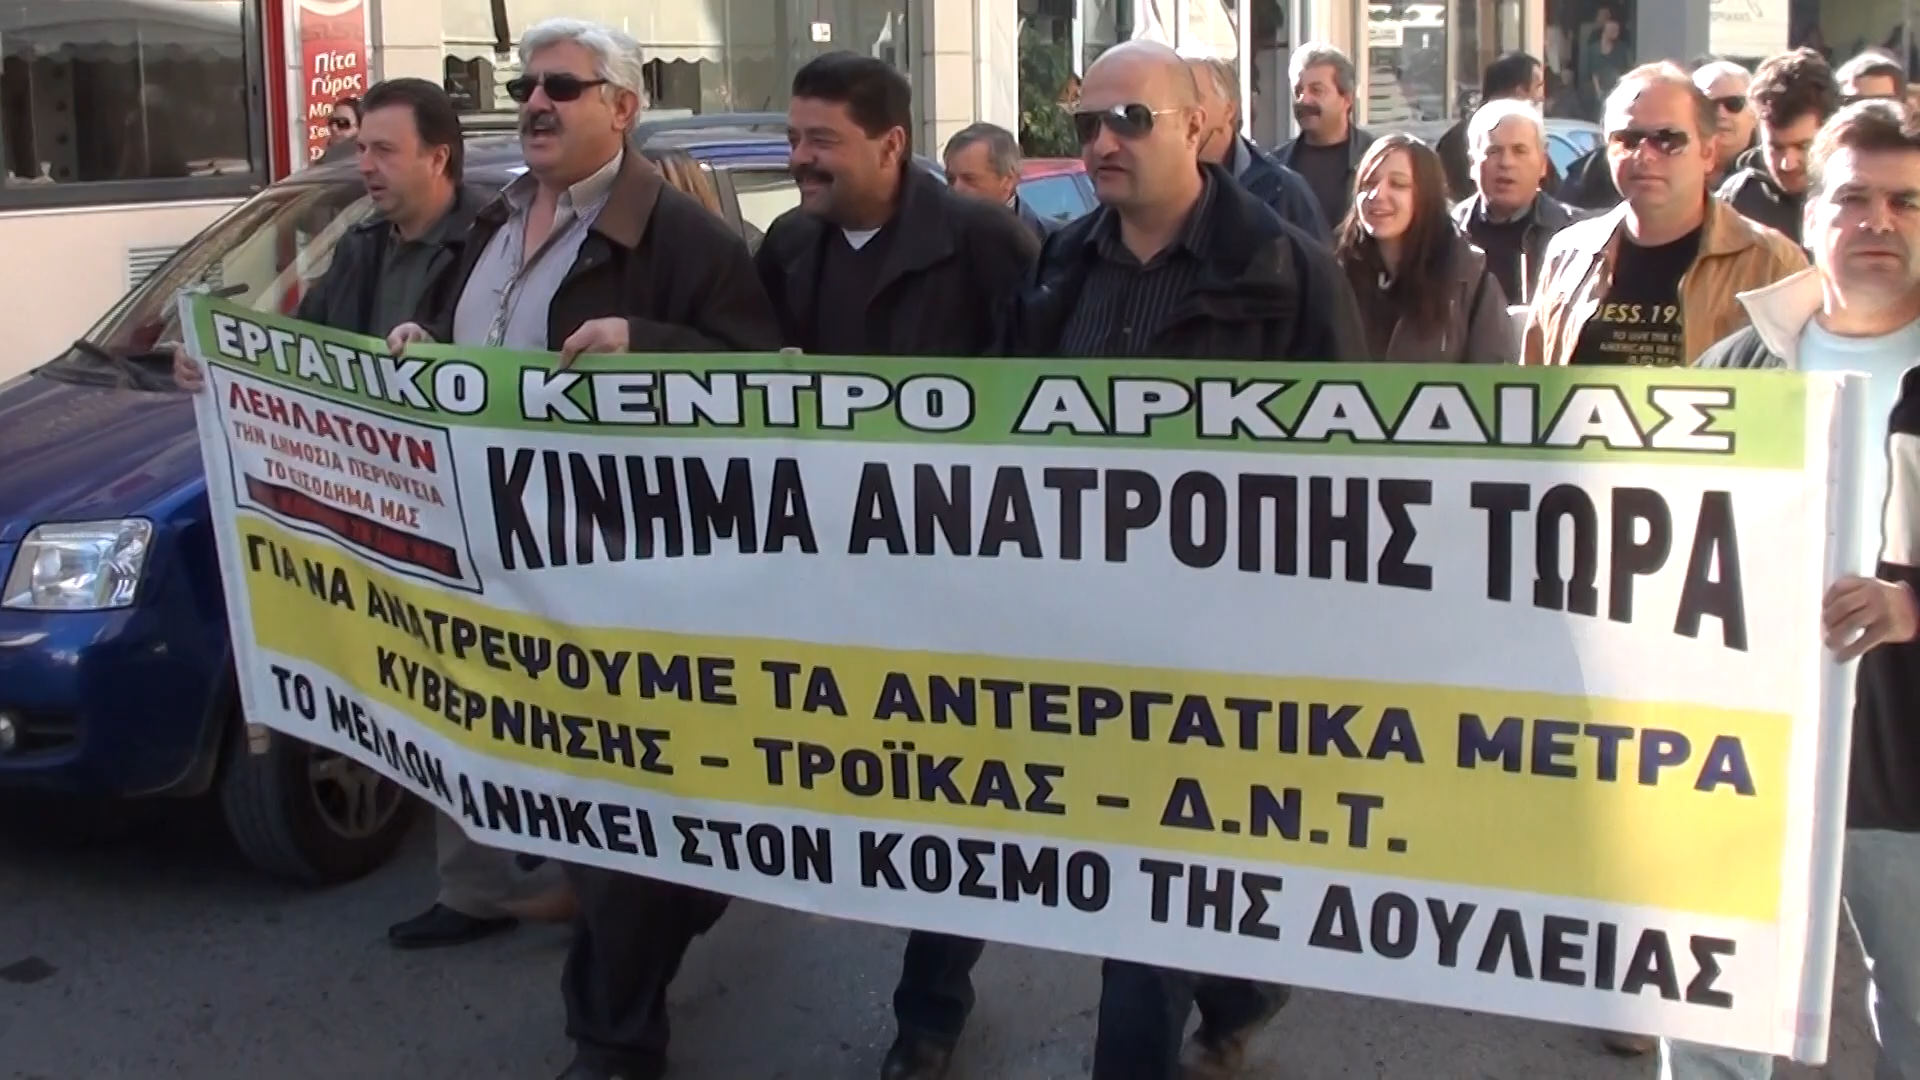 Πίτα
Γύρος
ΕΡΓΑΤΙΚΟ ΚΕΝΤΡΟ ΑΡΚΑΔΙΑΣ
ΛΕΗΛΑΤΟΥΝ
ΤΗΝ ΔΗΜΟΣΙΑ ΠΕΡΙΟΥΣΙΑ
ΤΟ ΕΙΣΟΔΗΜΑ ΜΑΣ
ΚΙΝΗΜΑ ΑΝΑΤΡΟΠΗΣ ΤΩΡΑ
ΓΙΑ ΝΑ ΑΝΑΤΡΕΨΟΥΜΕ ΤΑ ΑΝΤΕΡΓΑΤΙΚΑ ΜΕΤΡΑ
ΚΥΒΕΡΝΗΣΗΣ - ΤΡΟΪΚΑΣ - Δ.Ν.Τ.
ΤΟ ΜΕΛΛΟΝ ΑΝΗΚΕΙ ΣΤΟΝ ΚΟΣΜΟ ΤΗΣ ΔΟΥΛΕΙΑΣ